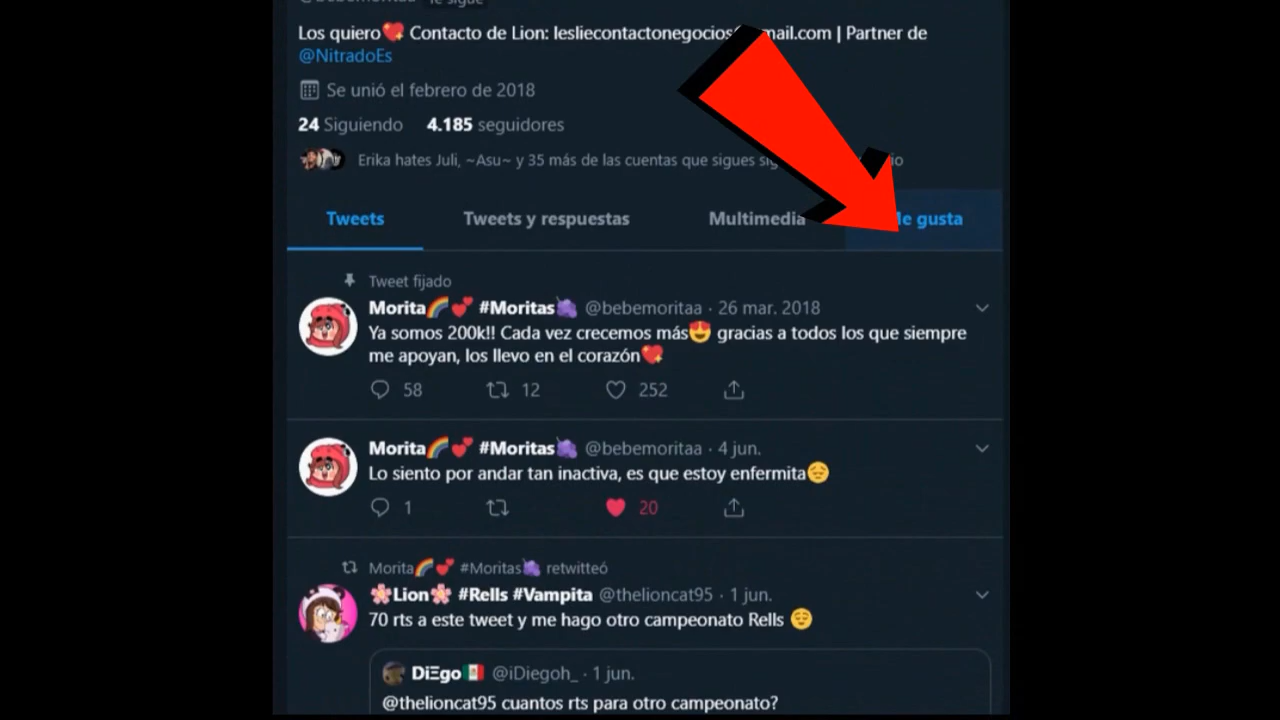 Te sigue
Los quiero💖 Contacto de Lion: lesliecontactonegocios mail.com | Partner de
@NitradoEs
Se unió el febrero de 2018
24 Siguiendo 4.185 seguidores
Erika hates Juli, ~Asu~ y 35 más de las cuentas que sigues
Tweets Tweets y respuestas Multimedia gusta
Tweet fijado
Morita🌈💕 #Moritas🍇 @bebemoritaa · 26 mar. 2018
Ya somos 200k!! Cada vez crecemos más😍 gracias a todos los que siempre
me apoyan, los llevo en el corazón💖
58 12 252
Morita🌈💕 #Moritas🍇 @bebemoritaa · 4 jun.
Lo siento por andar tan inactiva, es que estoy enfermita😔
1 20
Morita🌈💕 #Moritas🍇 retwitteó
🌸Lion🌸 #Rells #Vampita @thelioncat95 · 1 jun.
70 rts a este tweet y me hago otro campeonato Rells 😌
DiΞgo🇲🇽 @iDiegoh_ · 1 jun.
@thelioncat95 cuantos rts para otro campeonato?